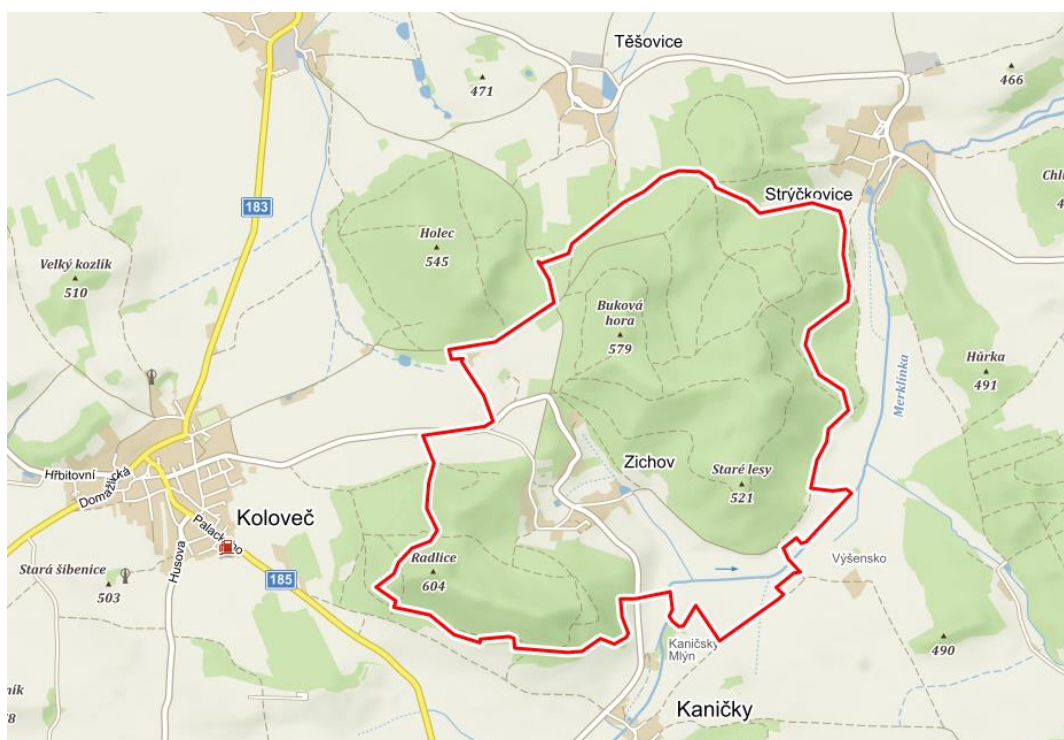 Těšovice
471
466
183
Strýčkovice
Holec
545
Velký kozlík
510
Buková
hora
579
Merklínka
Hůrka
491
Hřbitovní
Domažlická
Koloveč
Palackého
Husova
Zichov
Staré lesy
521
Stará šibenice
503
185
Radlice
604
Výšensko
Kaničský
Mlýn
490
Kaničky